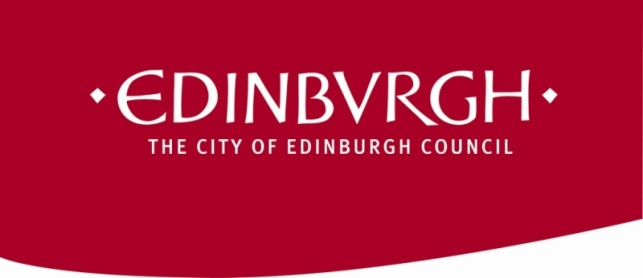 ·EDINBVRGH·
THE CITY OF EDINBURGH COUNCIL